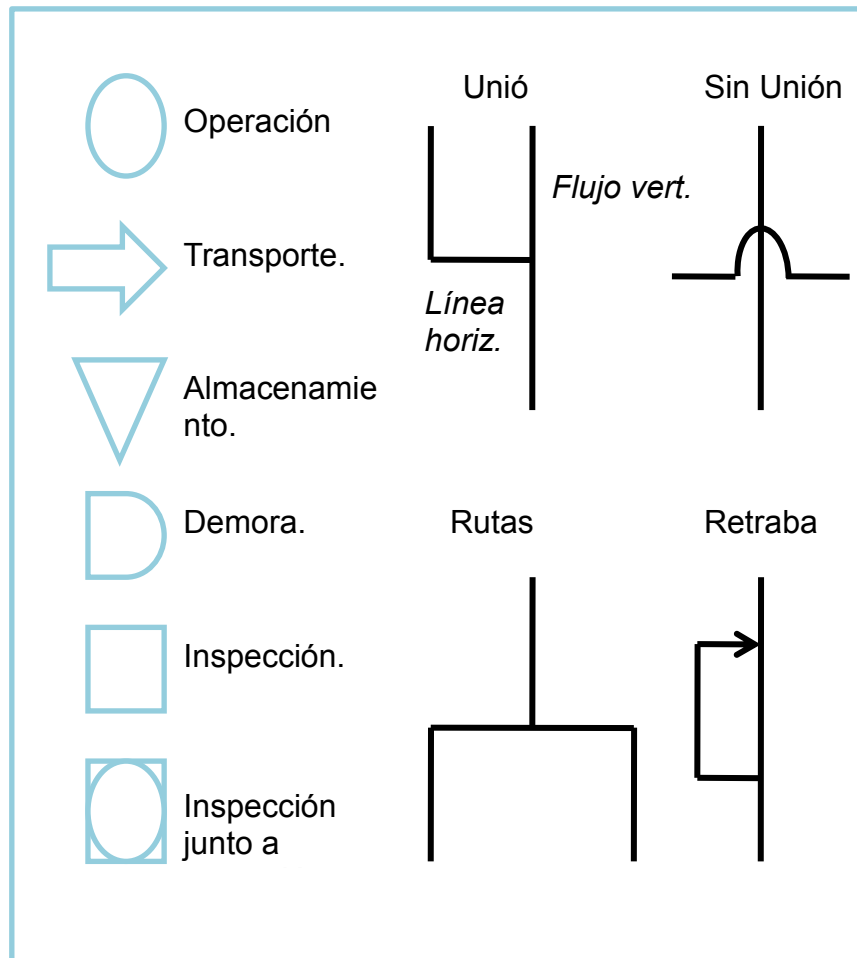 Operación
Transporte.
Almacenamie
nto.
Demora.
Inspección.
Inspección
junto a
Unió
Sin Unión
Flujo vert.
Línea
horiz.
Rutas
Retraba